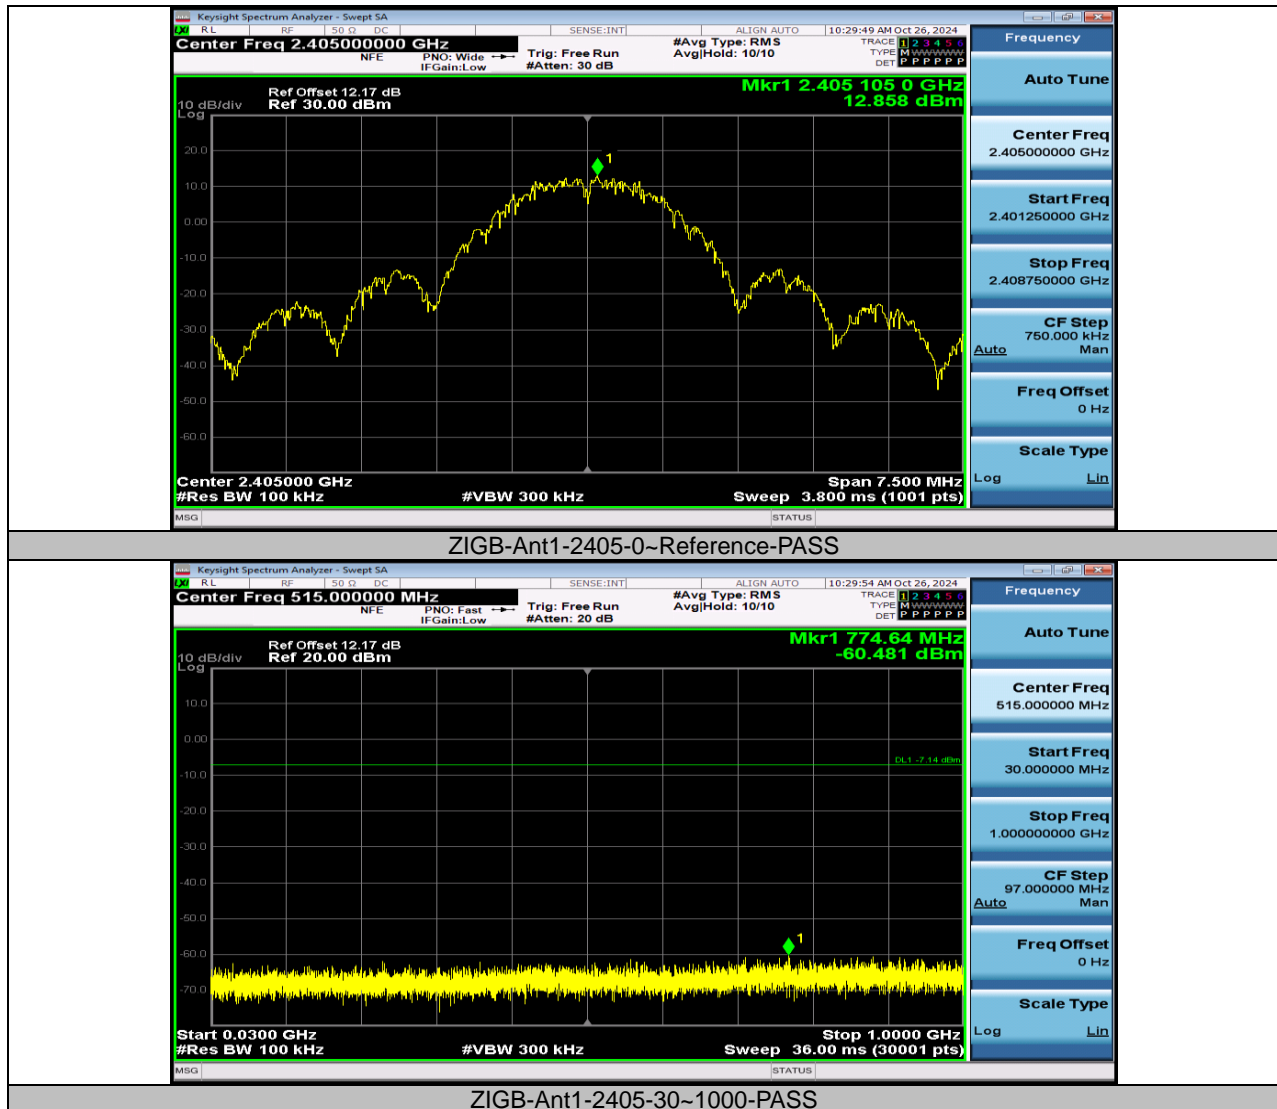 Keysight Spectrum Analyzer - Swept SA
LXI RL RF 50 Ω DC SENSE:INT ALIGN AUTO 10:29:49 AM Oct 26, 2024
Center Freq 2.405000000 GHz
NFE PNO: Wide Trig: Free Run #Avg Type: RMS TRACE 1 2 3 4 5 6
IFGain:Low #Atten: 30 dB Avg|Hold: 10/10 TYPE M WWWWW
DET P P P P P P
Mkr1 2.405 105 0 GHz
12.858 dBm
Ref Offset 12.17 dB
10 dB/div Ref 30.00 dBm
Log
20.0
10.0
0.00
-10.0
-20.0
-30.0
-40.0
-50.0
-60.0
1
Center 2.405000 GHz Span 7.500 MHz
#Res BW 100 kHz #VBW 300 kHz Sweep 3.800 ms (1001 pts)
MSG STATUS
Frequency
Auto Tune
Center Freq
2.405000000 GHz
Start Freq
2.401250000 GHz
Stop Freq
2.408750000 GHz
CF Step
750.000 kHz
Auto Man
Freq Offset
0 Hz
Scale Type
Log Lin
ZIGB-Ant1-2405-0~Reference-PASS
Keysight Spectrum Analyzer - Swept SA
LXI RL RF 50 Ω DC SENSE:INT ALIGN AUTO 10:29:54 AM Oct 26, 2024
Center Freq 515.000000 MHz
NFE PNO: Fast Trig: Free Run #Avg Type: RMS TRACE 1 2 3 4 5 6
IFGain:Low #Atten: 20 dB Avg|Hold: 10/10 TYPE M WWWWW
DET P P P P P P
Mkr1 774.64 MHz
-60.481 dBm
Ref Offset 12.17 dB
10 dB/div Ref 20.00 dBm
Log
10.0
0.00
-10.0
-20.0
-30.0
-40.0
-50.0
-60.0
-70.0
DL1 -7.14 dBm
1
Start 0.0300 GHz Stop 1.0000 GHz
#Res BW 100 kHz #VBW 300 kHz Sweep 36.00 ms (30001 pts)
MSG STATUS
Frequency
Auto Tune
Center Freq
515.000000 MHz
Start Freq
30.000000 MHz
Stop Freq
1.000000000 GHz
CF Step
97.000000 MHz
Auto Man
Freq Offset
0 Hz
Scale Type
Log Lin
ZIGB-Ant1-2405-30~1000-PASS